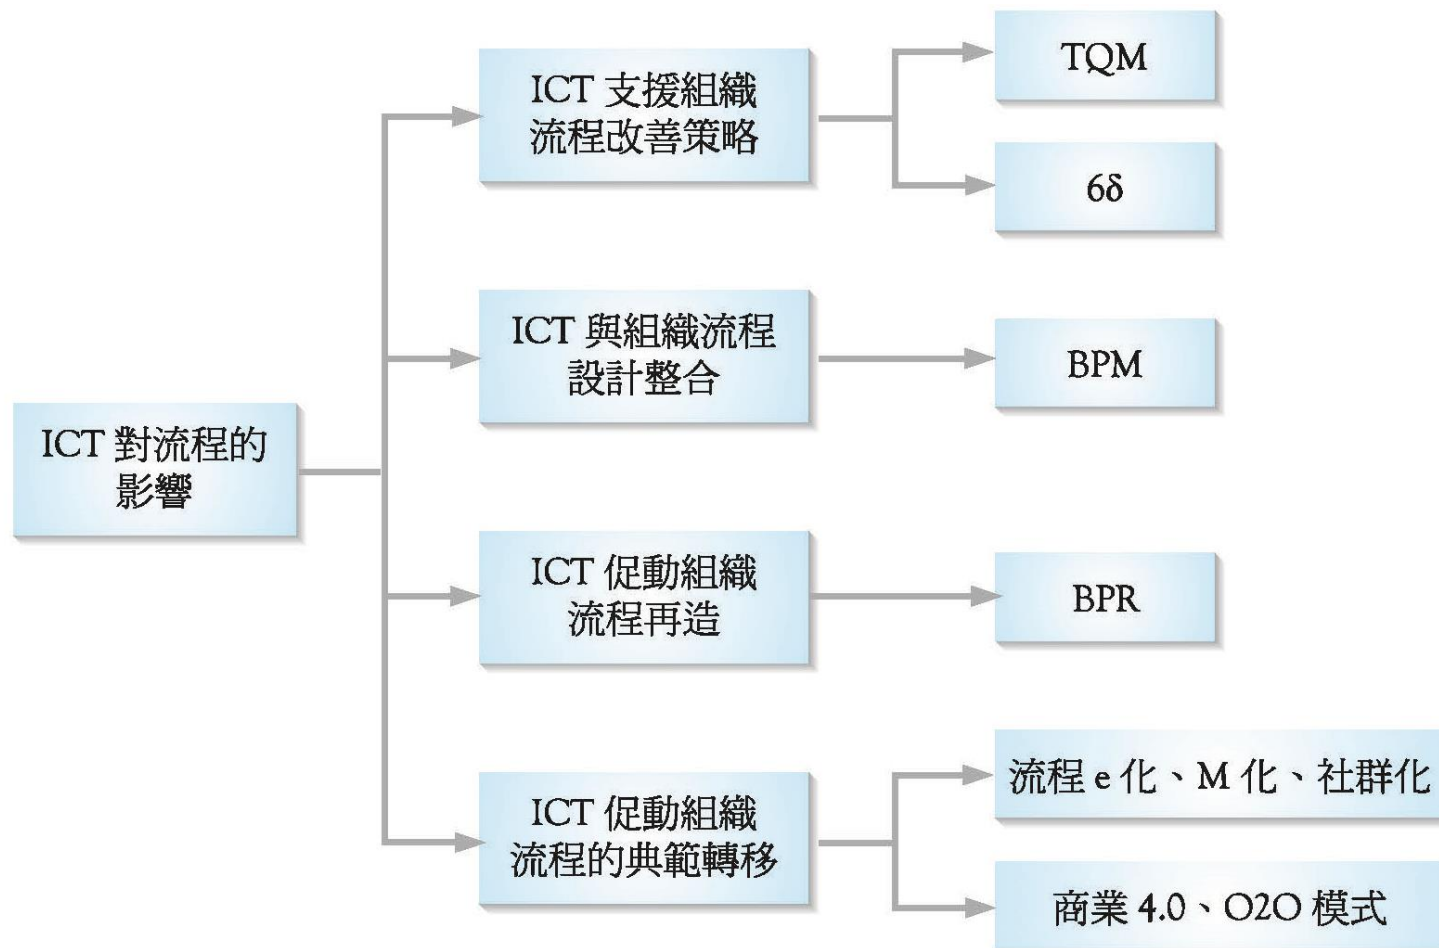 ICT 對流程的
影響
ICT 支援組織
流程改善策略
TQM
6δ
ICT 與組織流程
設計整合
BPM
ICT 促動組織
流程再造
BPR
ICT 促動組織
流程的典範轉移
流程 e 化、M 化、社群化
商業 4.0、O2O 模式